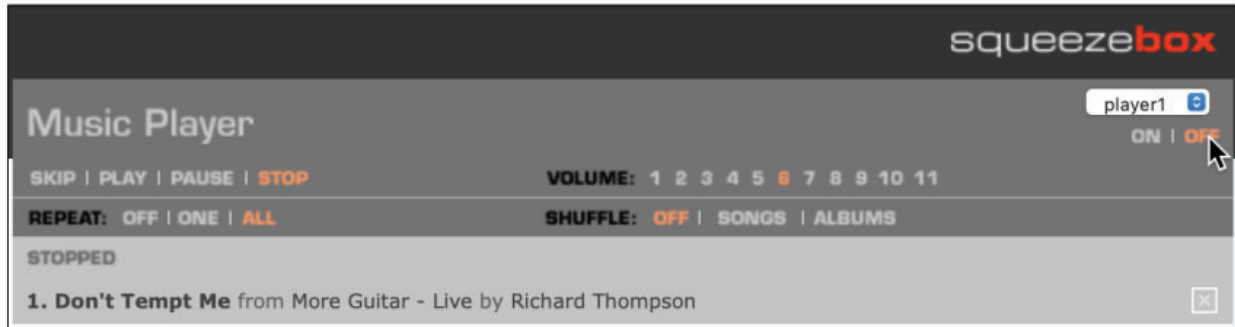 squeezebox
Music Player
player1
ON | OFF
SKIP | PLAY | PAUSE | STOP
VOLUME: 1 2 3 4 5 6 7 8 9 10 11
REPEAT: OFF | ONE | ALL
SHUFFLE: OFF | SONGS | ALBUMS
STOPPED
1. Don't Tempt Me from More Guitar - Live by Richard Thompson